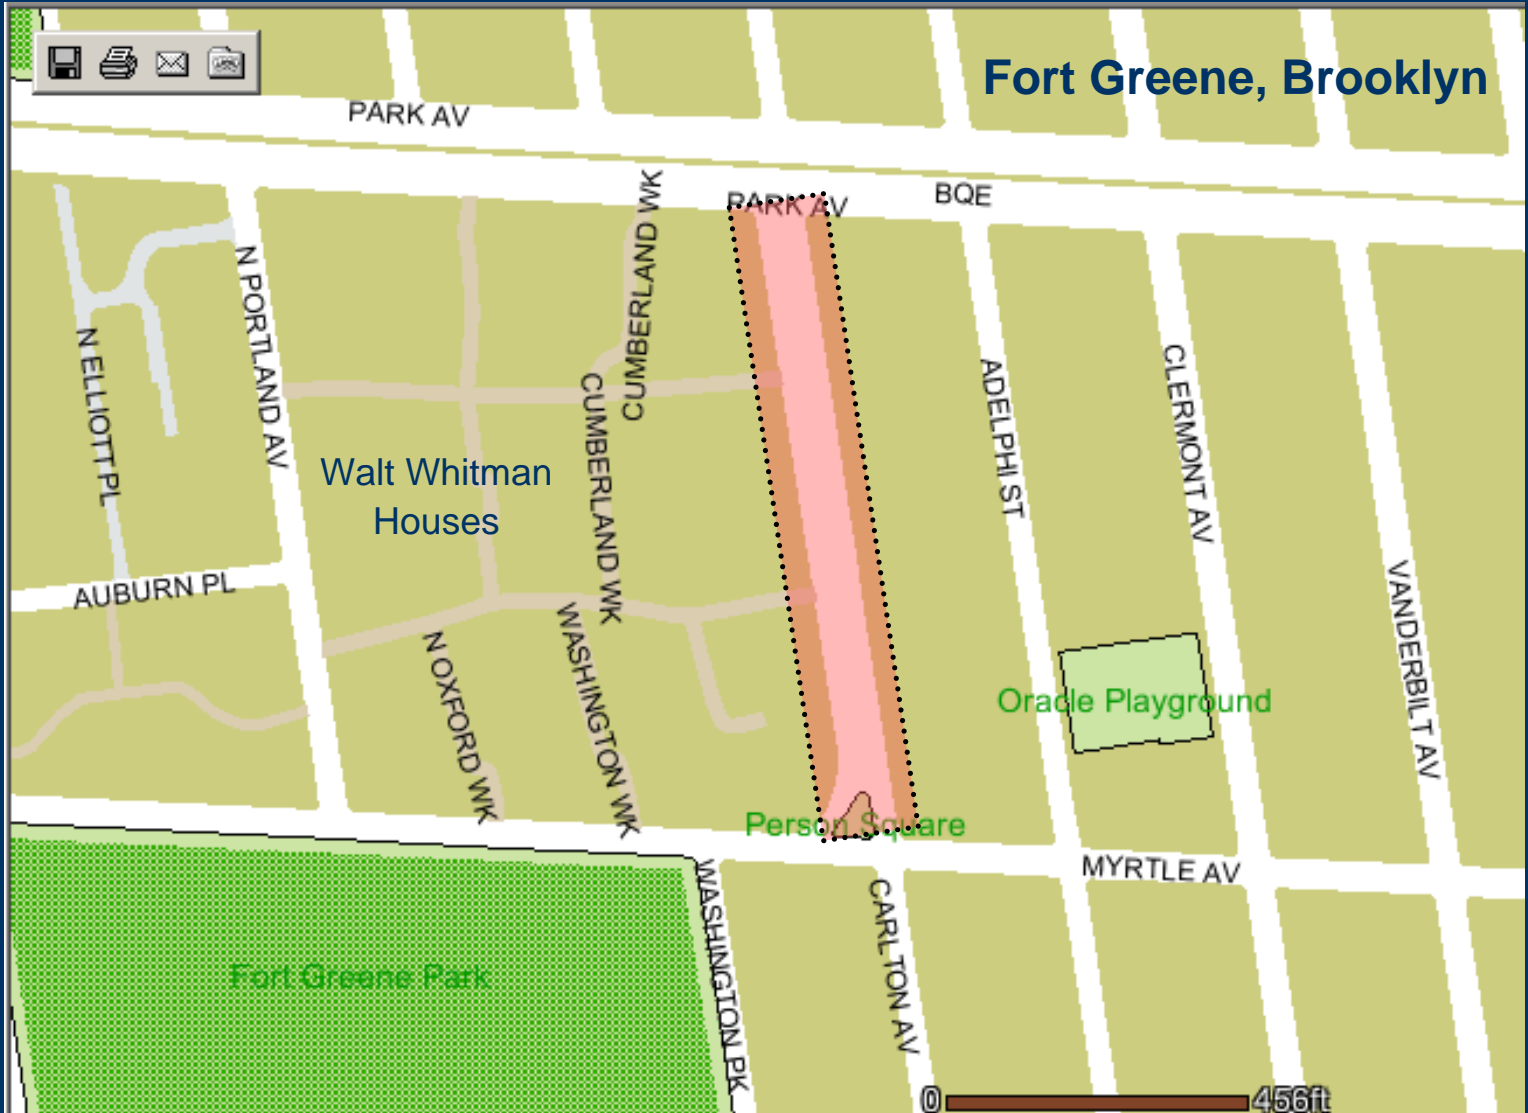 Fort Greene, Brooklyn
PARK AV
CUMBERLAND WK
PARK AV
BQE
N PORTLAND AV
N ELLIOTT PL
CUMBERLAND WK
ADELPHI ST
CLERMONT AV
Walt Whitman
Houses
AUBURN PL
VANDERBILT AV
N OXFORD WK
WASHINGTON WK
Oracle Playground
Person Square
MYRTLE AV
WASHINGTON PK
CARLTON AV
Fort Greene Park
0
456ft